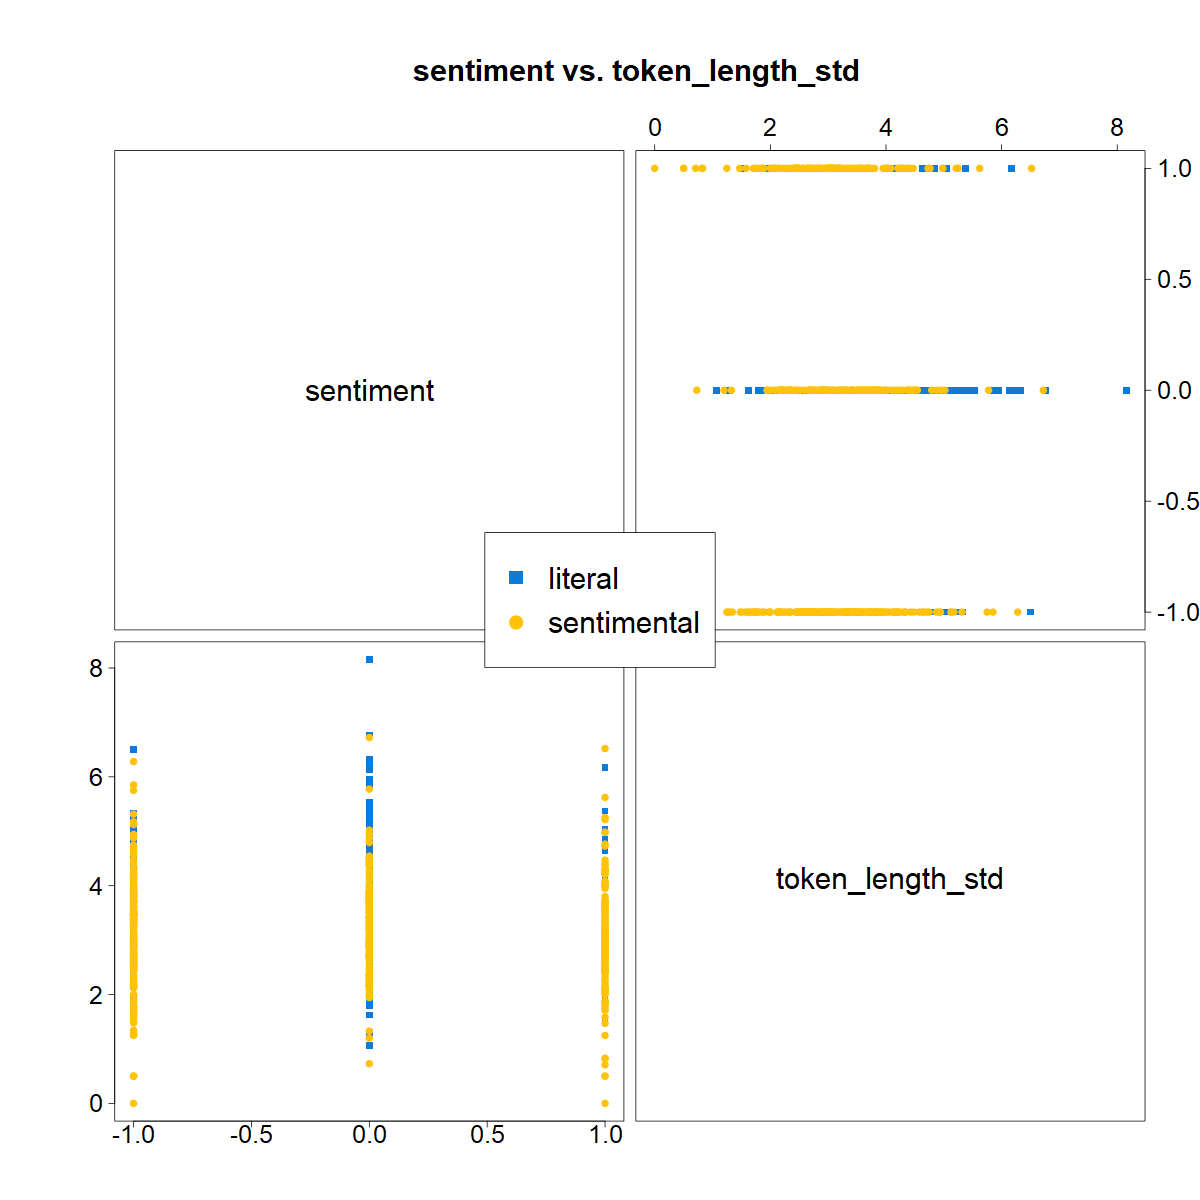 sentiment vs. token_length_std
0 2 4 6 8
1.0
0.5
0.0
-0.5
-1.0
sentiment
literal
sentimental
8
6
4
2
0
token_length_std
-1.0 -0.5 0.0 0.5 1.0